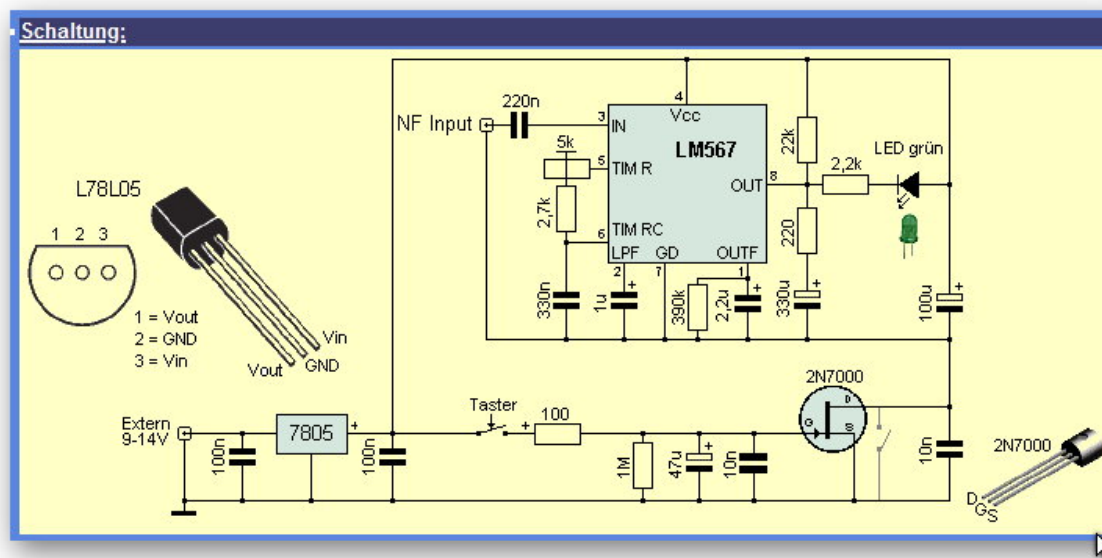 Schaltung:
220n
NF Input
4
Vcc
3
IN
LM567
5k
5
TIM R
2,7k
TIM RC
6
LPF
GD
OUTF
2
7
1
OUT
8
22k
2,2k
LED grün
220
330n
1u
+
390k
2,2u
+
330u
+
100u
+
L78L05
1 2 3
1 = Vout
2 = GND
3 = Vin
Vin
GND
Vout
Extern
9-14V
100n
7805
+
100n
Taster
+
100
1M
47u
+
10n
2N7000
D
G
S
10n
2N7000
D
G
S